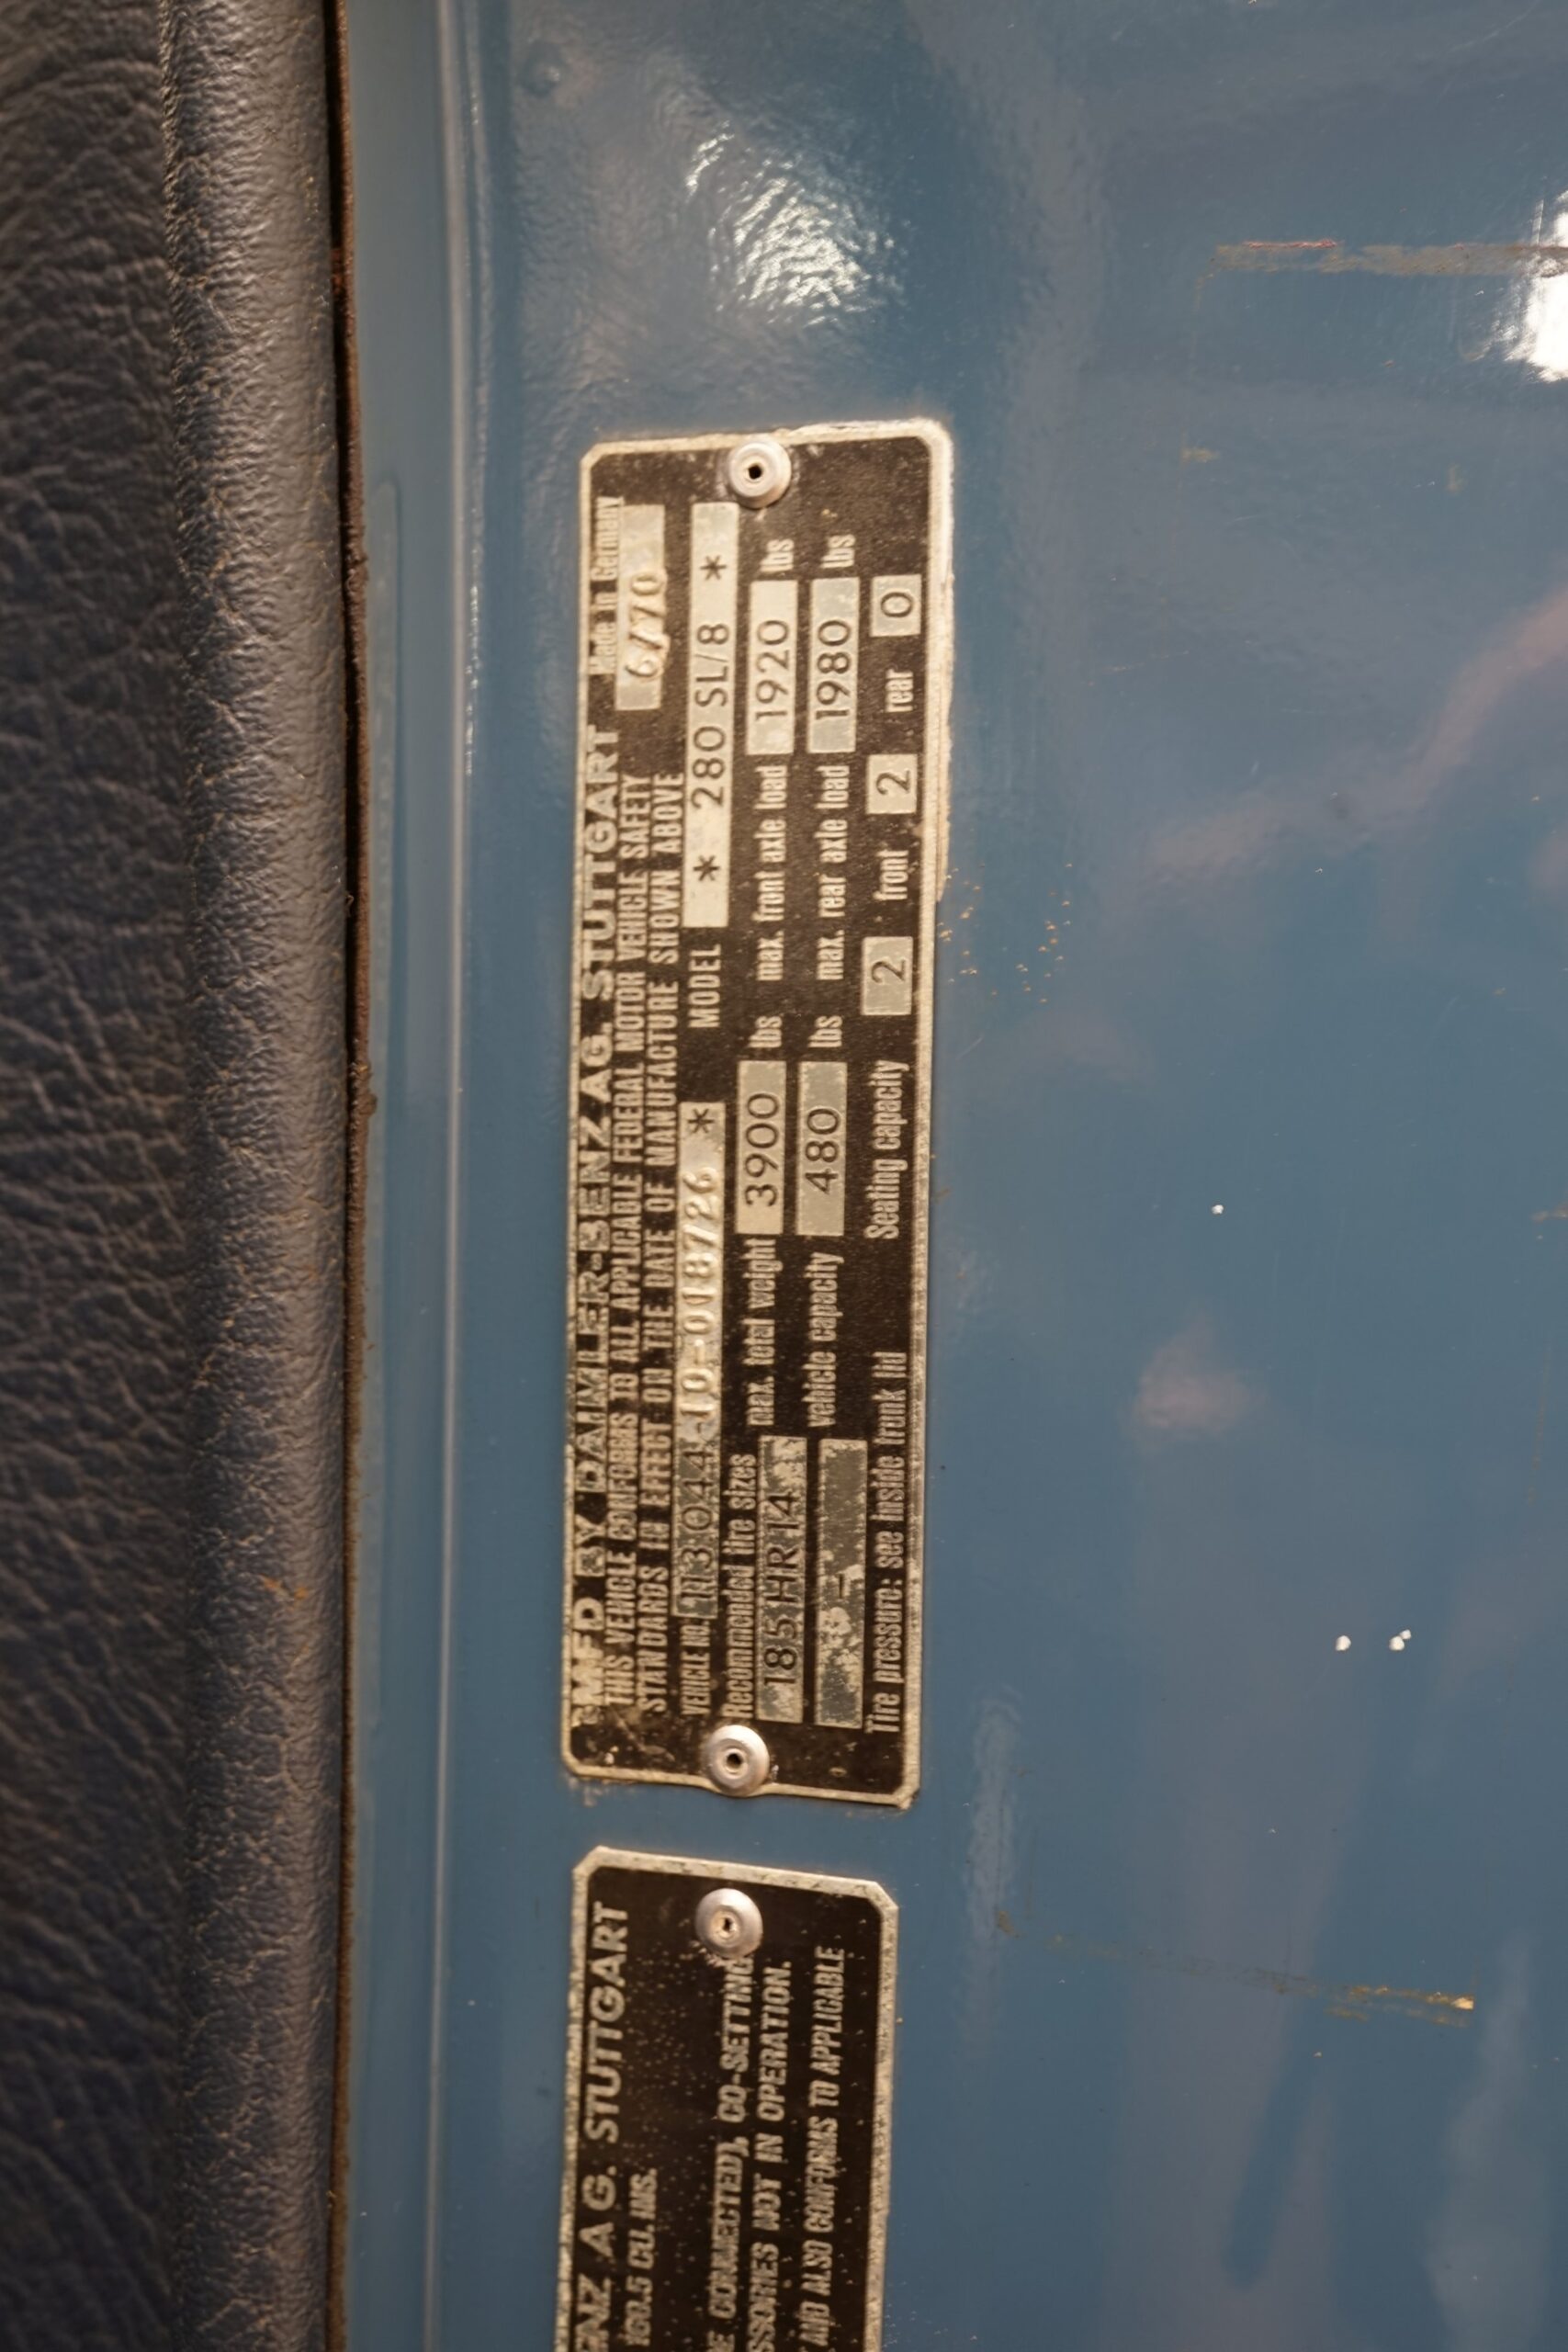 MFD BY DAIMLER-BENZ AG. STUTTGART Made in Germany
THIS VEHICLE CONFORMS TO ALL APPLICABLE FEDERAL MOTOR VEHICLE SAFETY 6/70
STANDARDS IN EFFECT ON THE DATE OF MANUFACTURE SHOWN ABOVE
VEHICLE NO. 113044-10-018726 * MODEL * 280 SL/8 *
Recommended tire sizes max. total weight 3900 lbs max. front axle load 1920 lbs
185HR14 vehicle capacity 480 lbs max. rear axle load 1980 lbs
Seating capacity 2 front 2 rear 0
Tire pressure: see inside trunk lid
NZ AG. STUTTGART
160.5 CU. INS.
CONNECTED), CO-SETTING
NOT IN OPERATION.
AND ALSO CONFORMS TO APPLICABLE